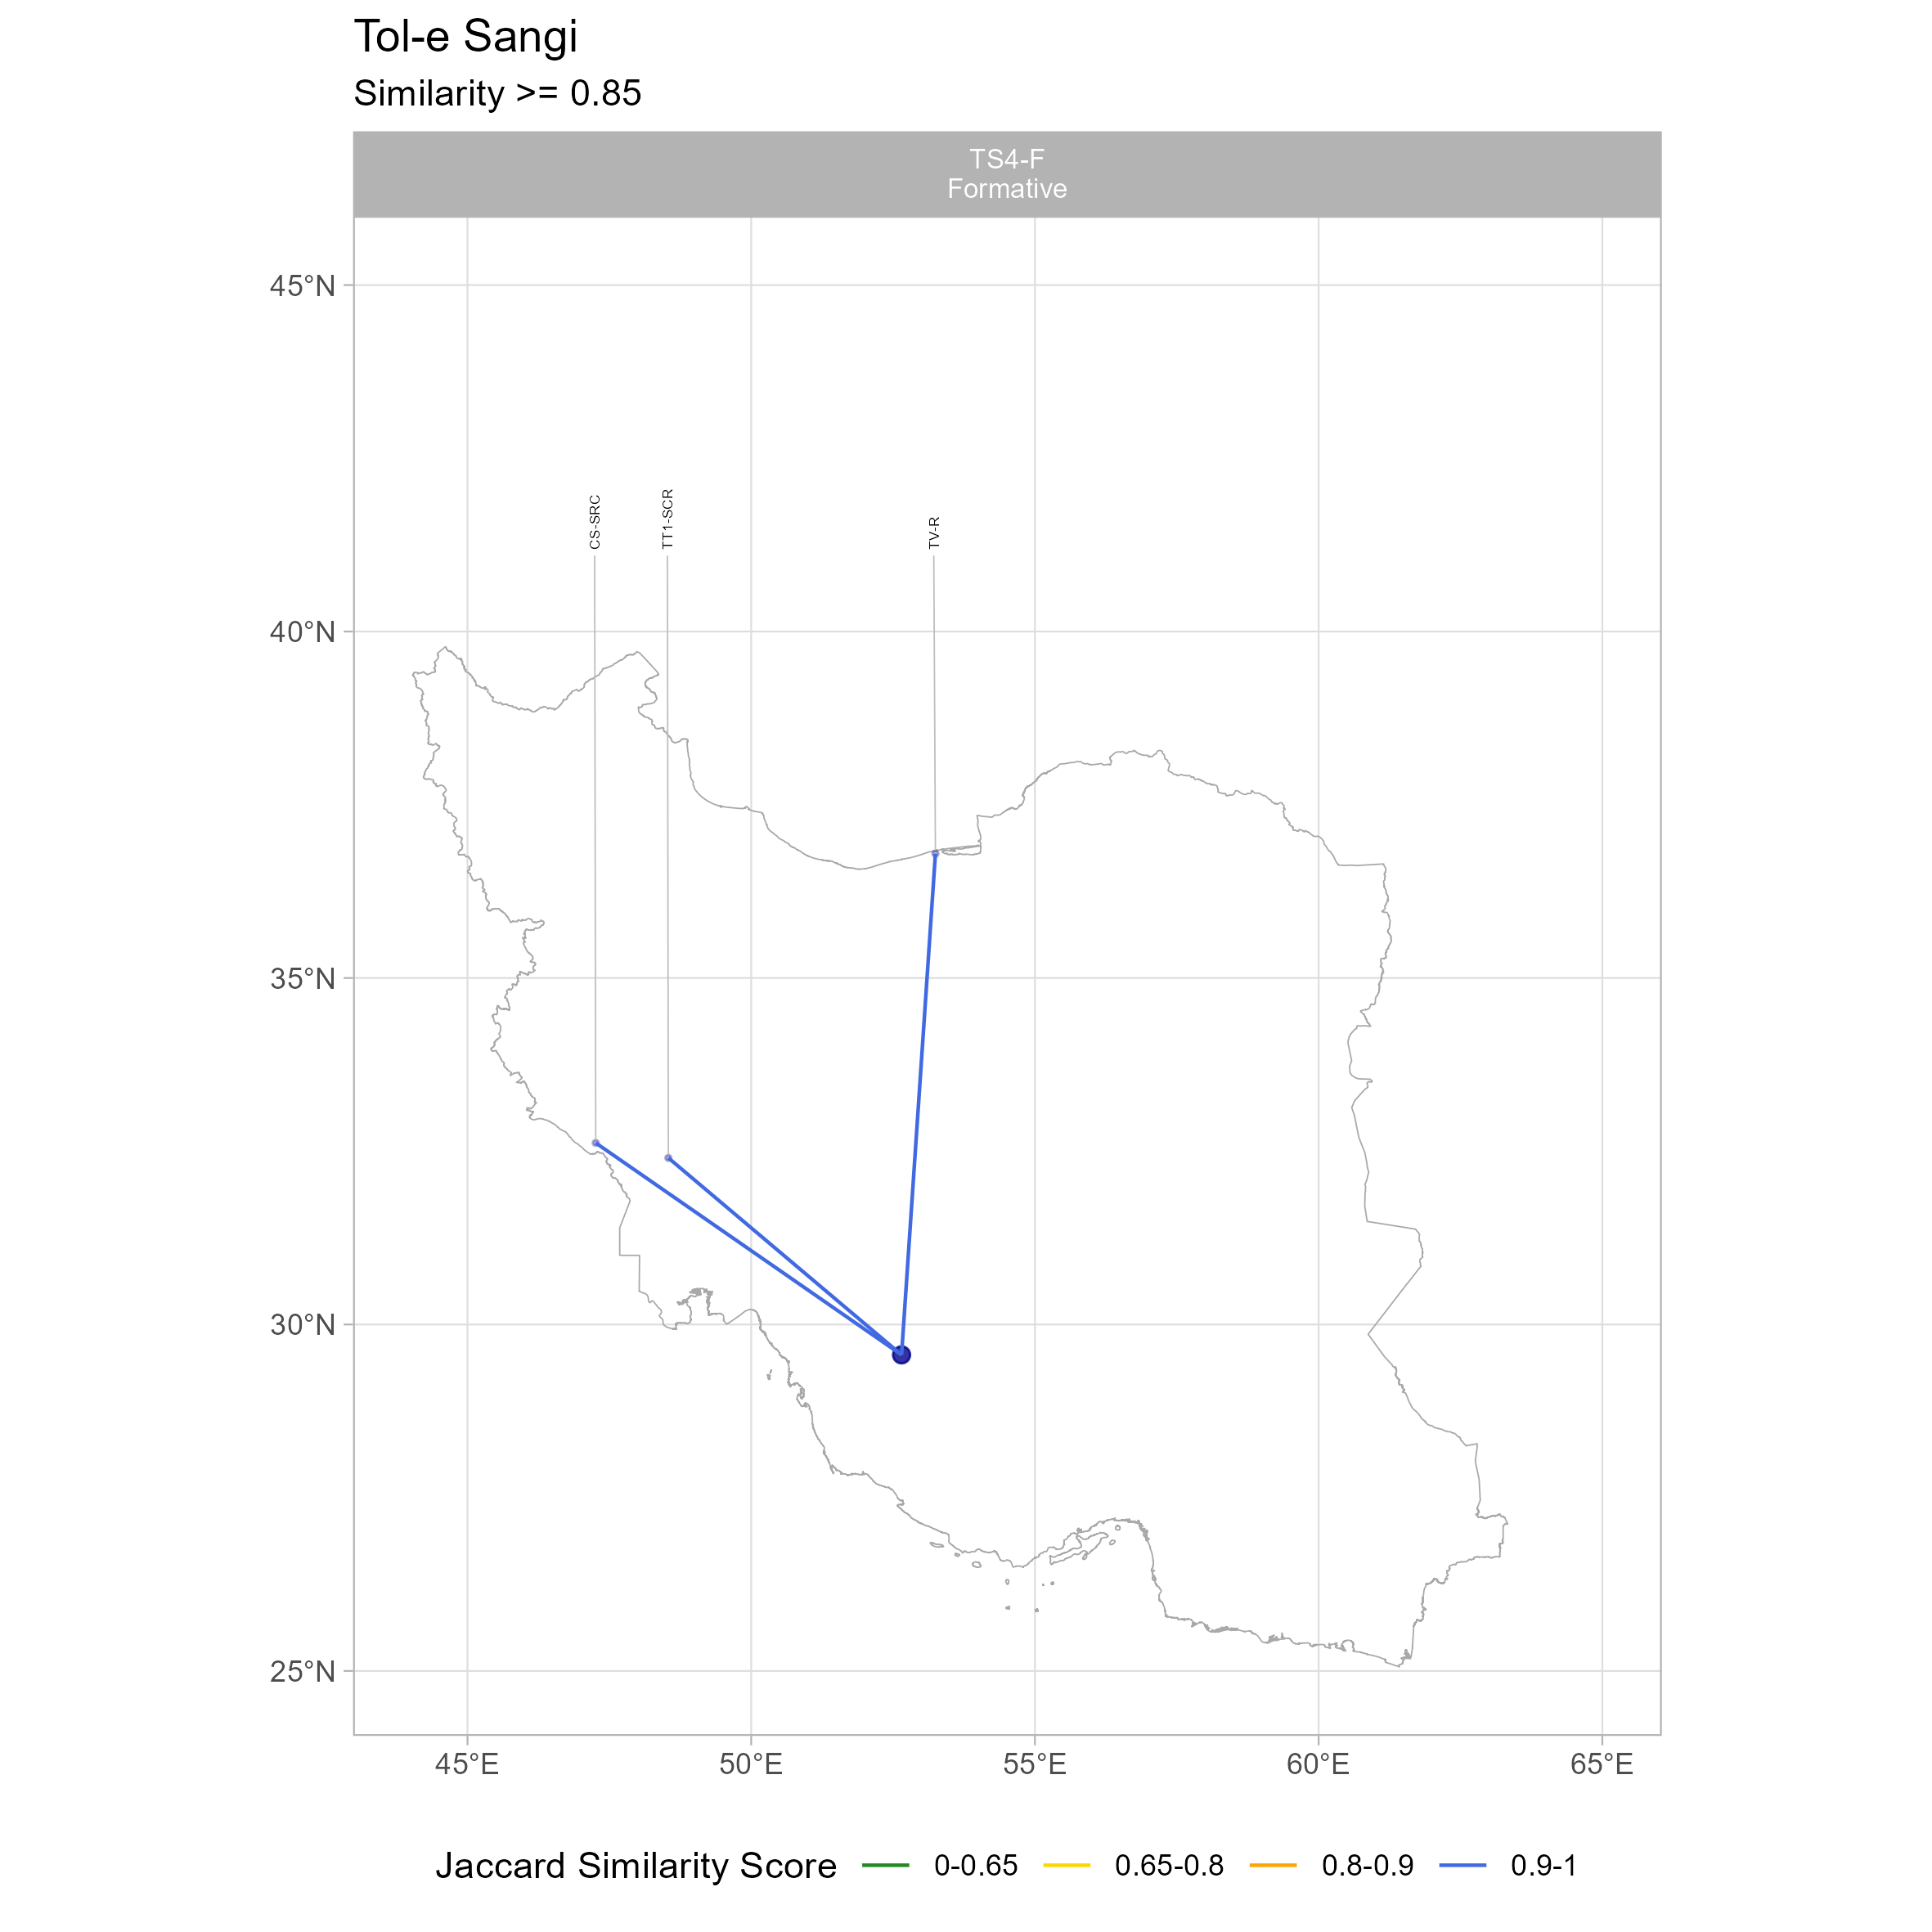 Tol-e Sangi
Similarity >= 0.85
TS4-F
Formative
45°N
40°N
35°N
30°N
25°N
CS-SRC
TT1-SCR
TV-R
45°E
50°E
55°E
60°E
65°E
Jaccard Similarity Score
0-0.65
0.65-0.8
0.8-0.9
0.9-1